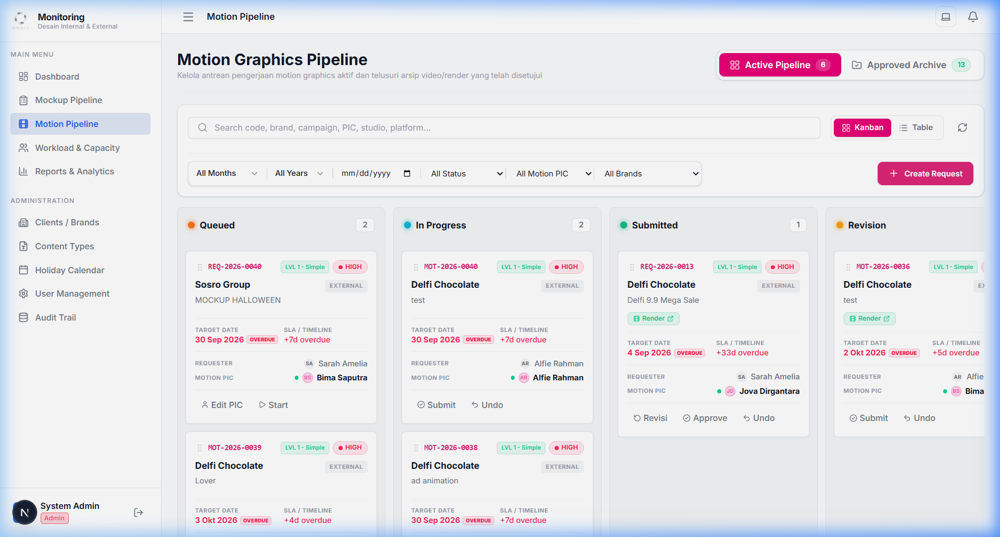 Monitoring
Desain Internal & External
MAIN MENU
Dashboard
Mockup Pipeline
Motion Pipeline
Workload & Capacity
Reports & Analytics
ADMINISTRATION
Clients / Brands
Content Types
Holiday Calendar
User Management
Audit Trail
N
System Admin
Admin
Motion Pipeline
Motion Graphics Pipeline
Kelola antrean pengerjaan motion graphics aktif dan telusuri arsip video/render yang telah disetujui
Active Pipeline 6
Approved Archive 13
Search code, brand, campaign, PIC, studio, platform...
Kanban
Table
All Months
All Years
mm/dd/yyyy
All Status
All Motion PIC
All Brands
Create Request
Queued 2
REQ-2026-0040 LVL 1 - Simple HIGH
Sosro Group EXTERNAL
MOCKUP HALLOWEEN
TARGET DATE SLA / TIMELINE
30 Sep 2026 OVERDUE +7d overdue
REQUESTER SA Sarah Amelia
MOTION PIC BS Bima Saputra
Edit PIC Start
MOT-2026-0039 LVL 1 - Simple HIGH
Delfi Chocolate EXTERNAL
Lover
TARGET DATE SLA / TIMELINE
3 Okt 2026 OVERDUE +4d overdue
In Progress 2
MOT-2026-0040 LVL 1 - Simple HIGH
Delfi Chocolate EXTERNAL
test
TARGET DATE SLA / TIMELINE
30 Sep 2026 OVERDUE +7d overdue
REQUESTER AR Alfie Rahman
MOTION PIC AR Alfie Rahman
Submit Undo
MOT-2026-0038 LVL 1 - Simple HIGH
Delfi Chocolate EXTERNAL
ad animation
TARGET DATE SLA / TIMELINE
30 Sep 2026 OVERDUE +7d overdue
Submitted 1
REQ-2026-0013 LVL 1 - Simple HIGH
Delfi Chocolate EXTERNAL
Delfi 9.9 Mega Sale
Render
TARGET DATE SLA / TIMELINE
4 Sep 2026 OVERDUE +33d overdue
REQUESTER SA Sarah Amelia
MOTION PIC JD Jova Dirgantara
Revisi Approve Undo
Revision
MOT-2026-0036 LVL 1 - Simple
Delfi Chocolate EX
test
Render
TARGET DATE SLA / TIMELINE
2 Okt 2026 OVERDUE +5d overdue
REQUESTER AR Alfie
MOTION PIC BS Bima
Submit Undo